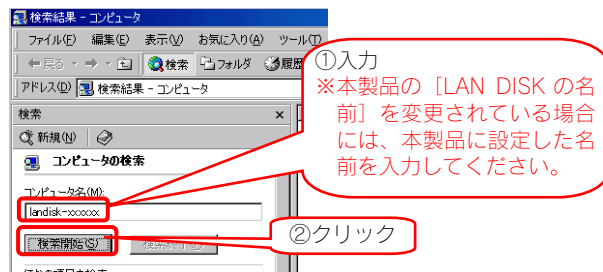 検索結果 - コンピュータ
ファイル(F) 編集(E) 表示(V) お気に入り(A) ツール(T)
戻る 検索 フォルダ 履歴
アドレス(D) 検索結果 - コンピュータ
検索
新規(N)
コンピュータの検索
コンピュータ名(M):
landisk-xxxxxx
検索開始(S)
①入力
※本製品の［LAN DISK の名
前］を変更されている場合
には、本製品に設定した名
前を入力してください。
②クリック